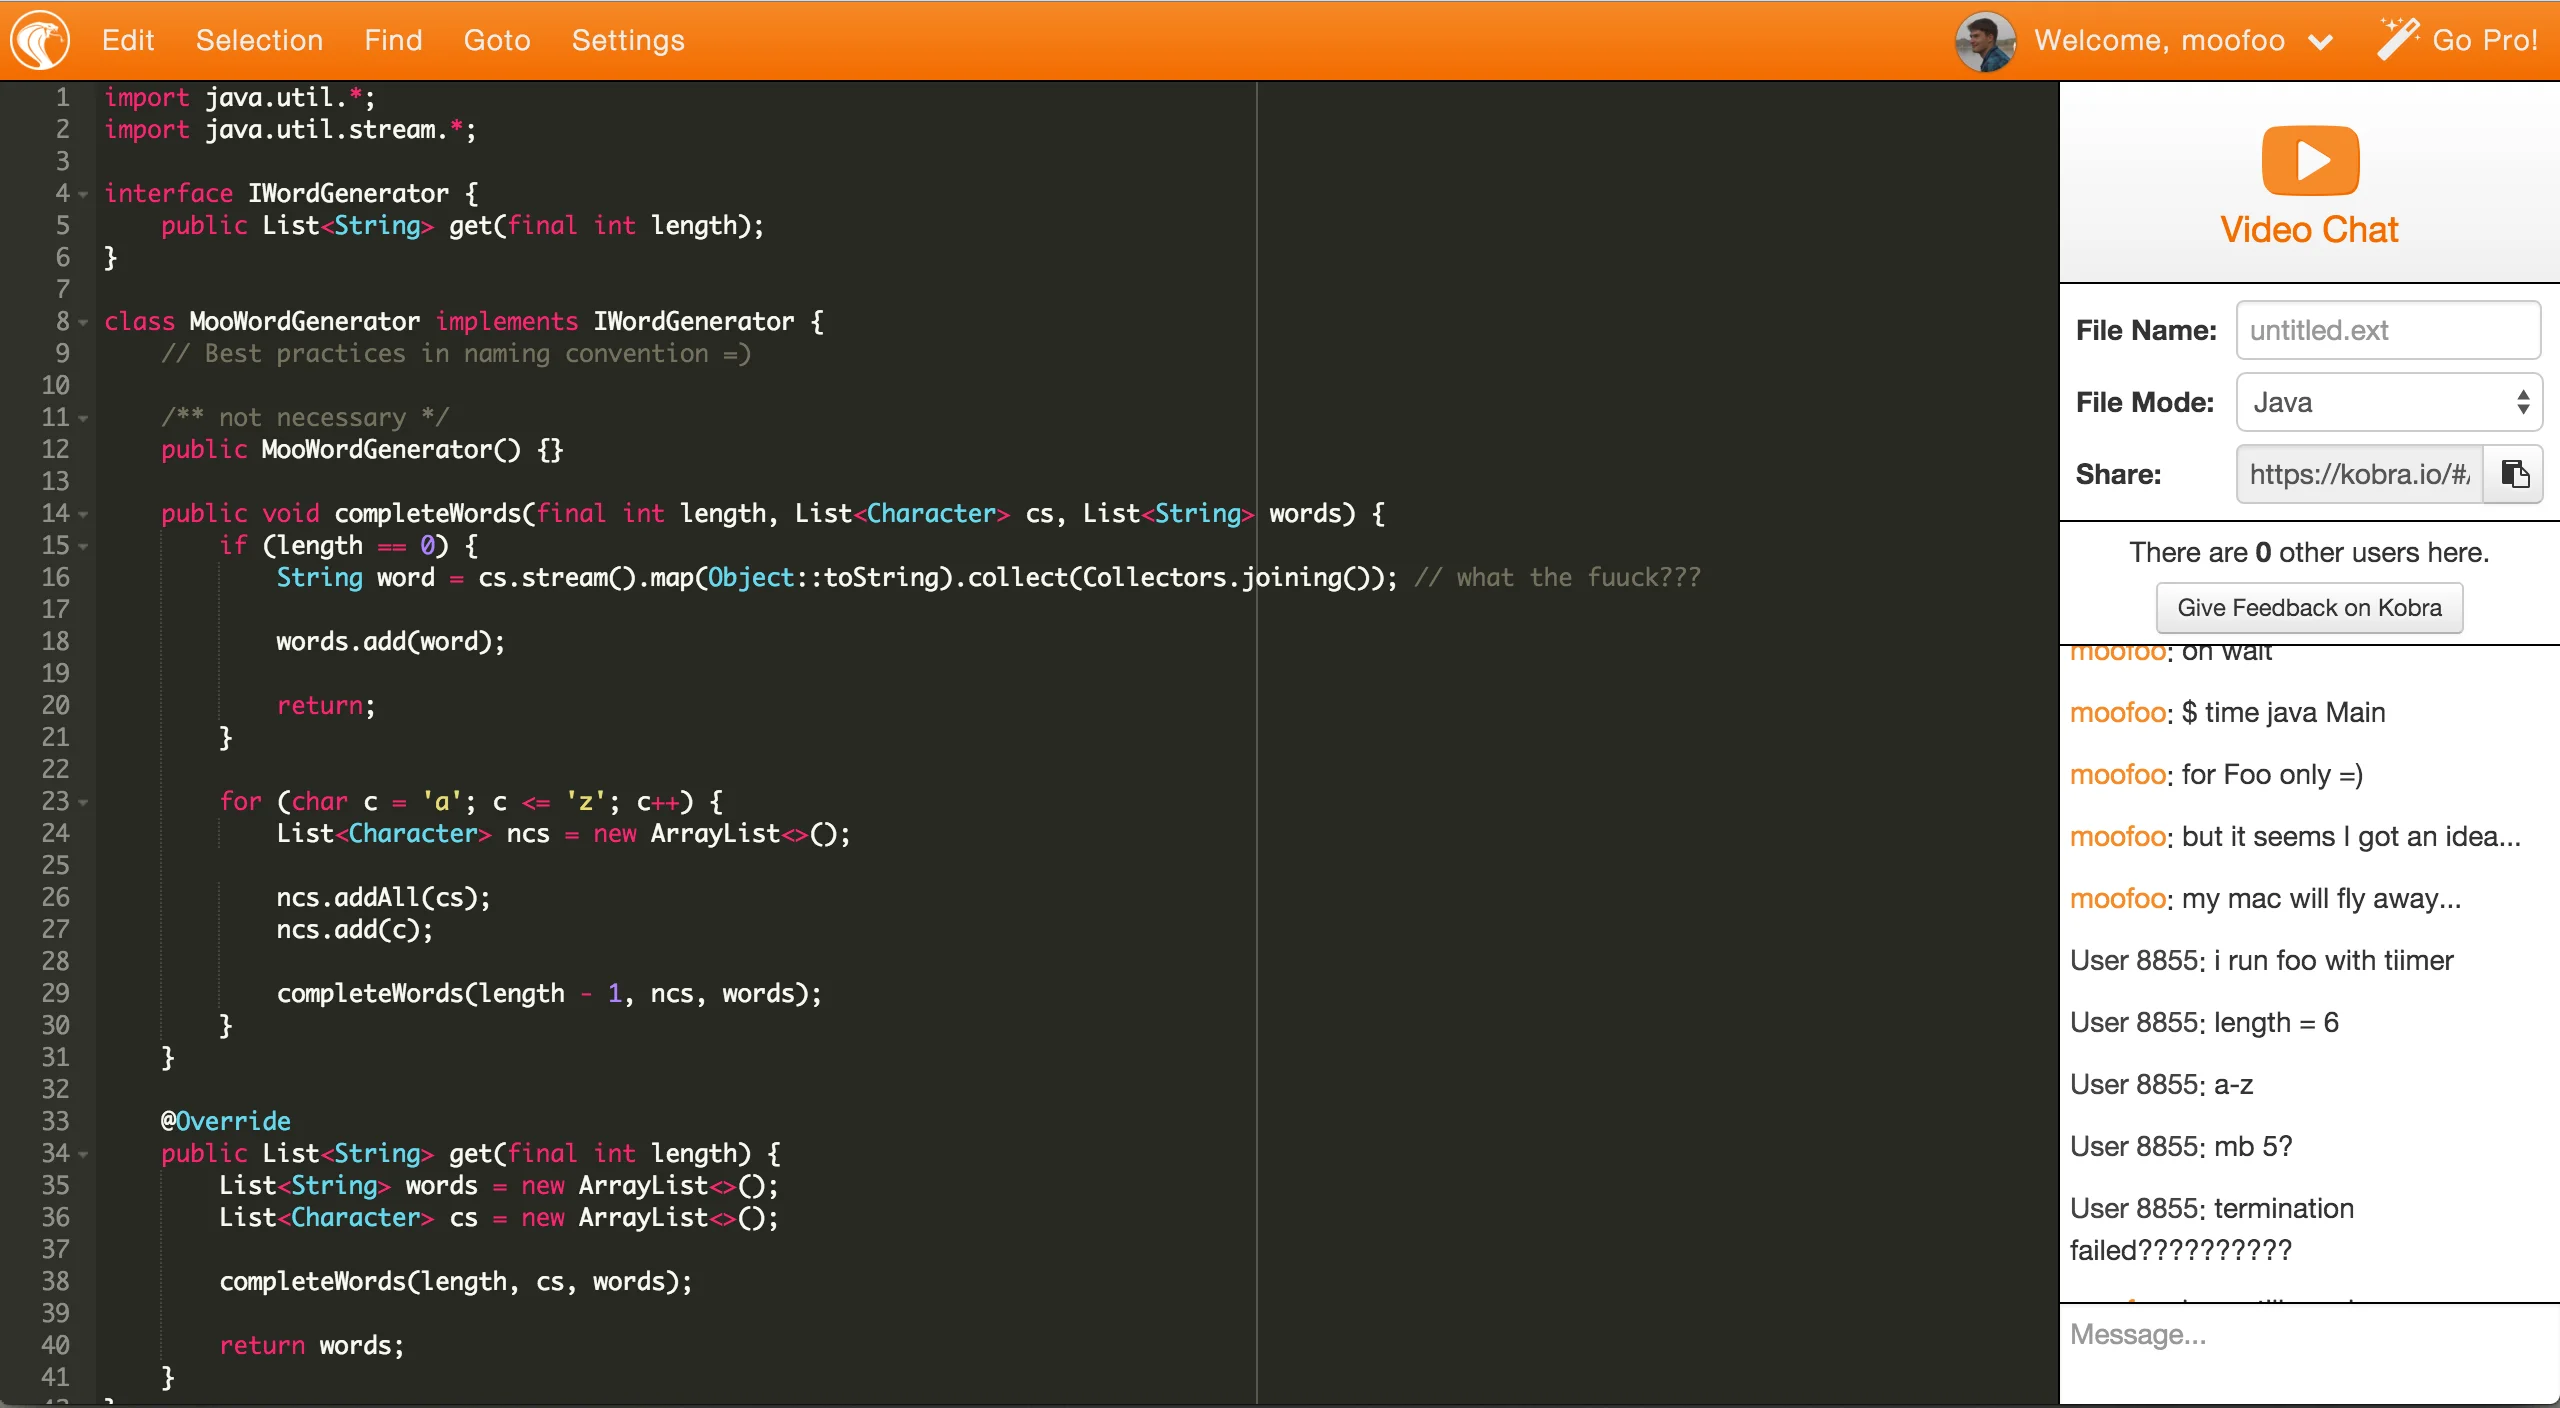 Edit Selection Find Goto Settings Welcome, moofoo Go Pro!
1 import java.util.*;
2 import java.util.stream.*;
3
4 interface IWordGenerator {
5 public List<String> get(final int length);
6 }
7
8 class MooWordGenerator implements IWordGenerator {
9 // Best practices in naming convention =)
10
11 /** not necessary */
12 public MooWordGenerator() {}
13
14 public void completeWords(final int length, List<Character> cs, List<String> words) {
15 if (length == 0) {
16 String word = cs.stream().map(Object::toString).collect(Collectors.joining()); // what the fuuck???
17
18 words.add(word);
19
20 return;
21 }
22
23 for (char c = 'a'; c <= 'z'; c++) {
24 List<Character> ncs = new ArrayList<>();
25
26 ncs.addAll(cs);
27 ncs.add(c);
28
29 completeWords(length - 1, ncs, words);
30 }
31 }
32
33 @Override
34 public List<String> get(final int length) {
35 List<String> words = new ArrayList<>();
36 List<Character> cs = new ArrayList<>();
37
38 completeWords(length, cs, words);
39
40 return words;
41 }
Video Chat
File Name: untitled.ext
File Mode: Java
Share: https://kobra.io/#/
There are 0 other users here.
Give Feedback on Kobra
moofoo: oh wait
moofoo: $ time java Main
moofoo: for Foo only =)
moofoo: but it seems I got an idea...
moofoo: my mac will fly away...
User 8855: i run foo with tiimer
User 8855: length = 6
User 8855: a-z
User 8855: mb 5?
User 8855: termination
failed??????????
Message...